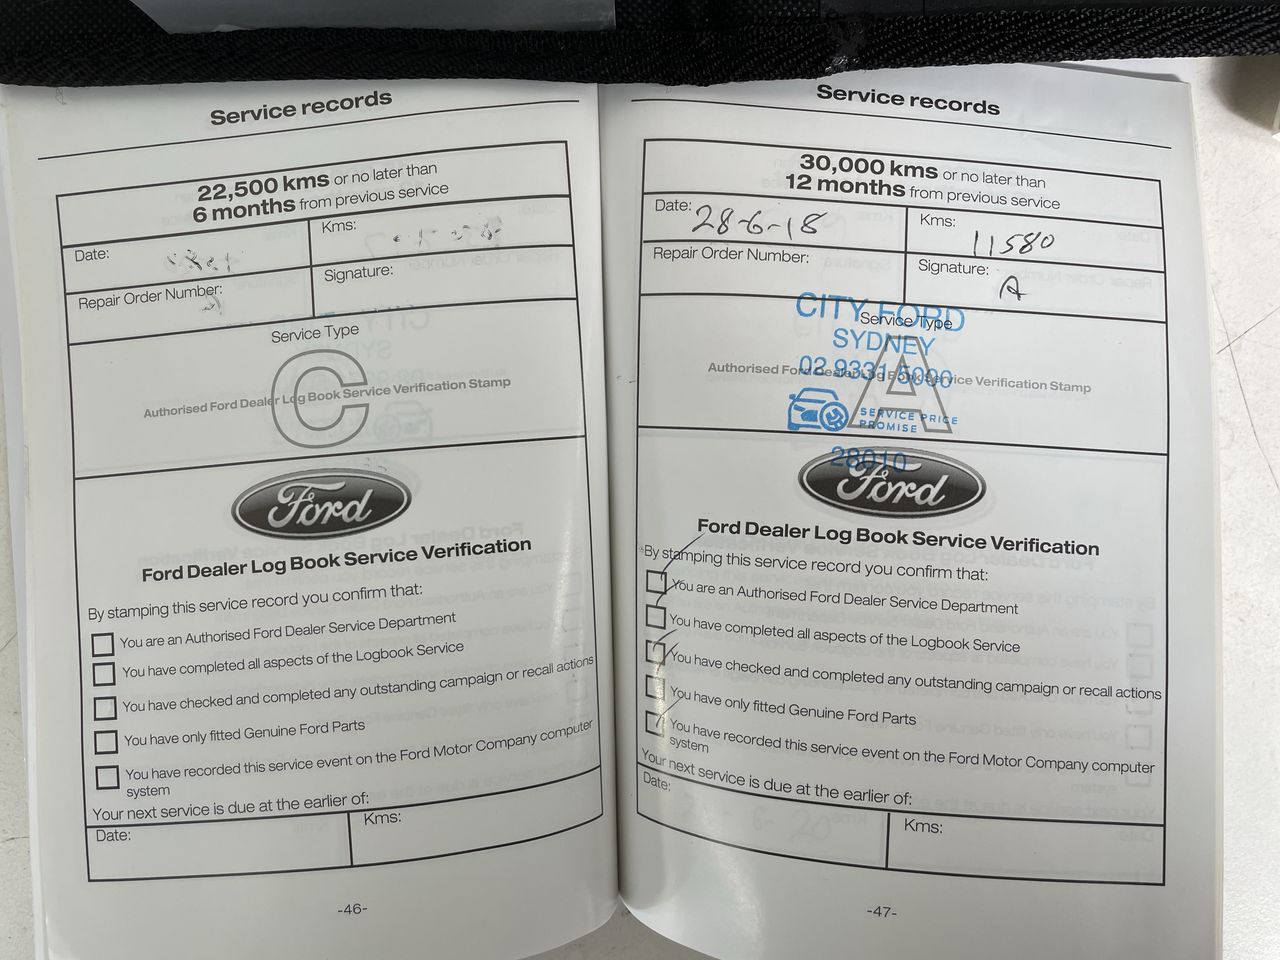 Service records
22,500 kms or no later than
6 months from previous service
Date:
Kms:
Repair Order Number:
Signature:
Service Type
C
Authorised Ford Dealer Log Book Service Verification Stamp
Ford
Ford Dealer Log Book Service Verification
By stamping this service record you confirm that:
You are an Authorised Ford Dealer Service Department
You have completed all aspects of the Logbook Service
You have checked and completed any outstanding campaign or recall actions
You have only fitted Genuine Ford Parts
You have recorded this service event on the Ford Motor Company computer
system
Your next service is due at the earlier of:
Date:
Kms:
-46-
Service records
30,000 kms or no later than
12 months from previous service
Date: 28-6-18
Kms: 11580
Repair Order Number:
Signature: A
CITY FORD
Service Type
SYDNEY
A
Authorised Ford Dealer Log Book Service Verification Stamp
02 9331 5000
SERVICE PRICE
PROMISE
28010
Ford
Ford Dealer Log Book Service Verification
By stamping this service record you confirm that:
You are an Authorised Ford Dealer Service Department
You have completed all aspects of the Logbook Service
You have checked and completed any outstanding campaign or recall actions
You have only fitted Genuine Ford Parts
You have recorded this service event on the Ford Motor Company computer
system
Your next service is due at the earlier of:
Date:
Kms:
-47-